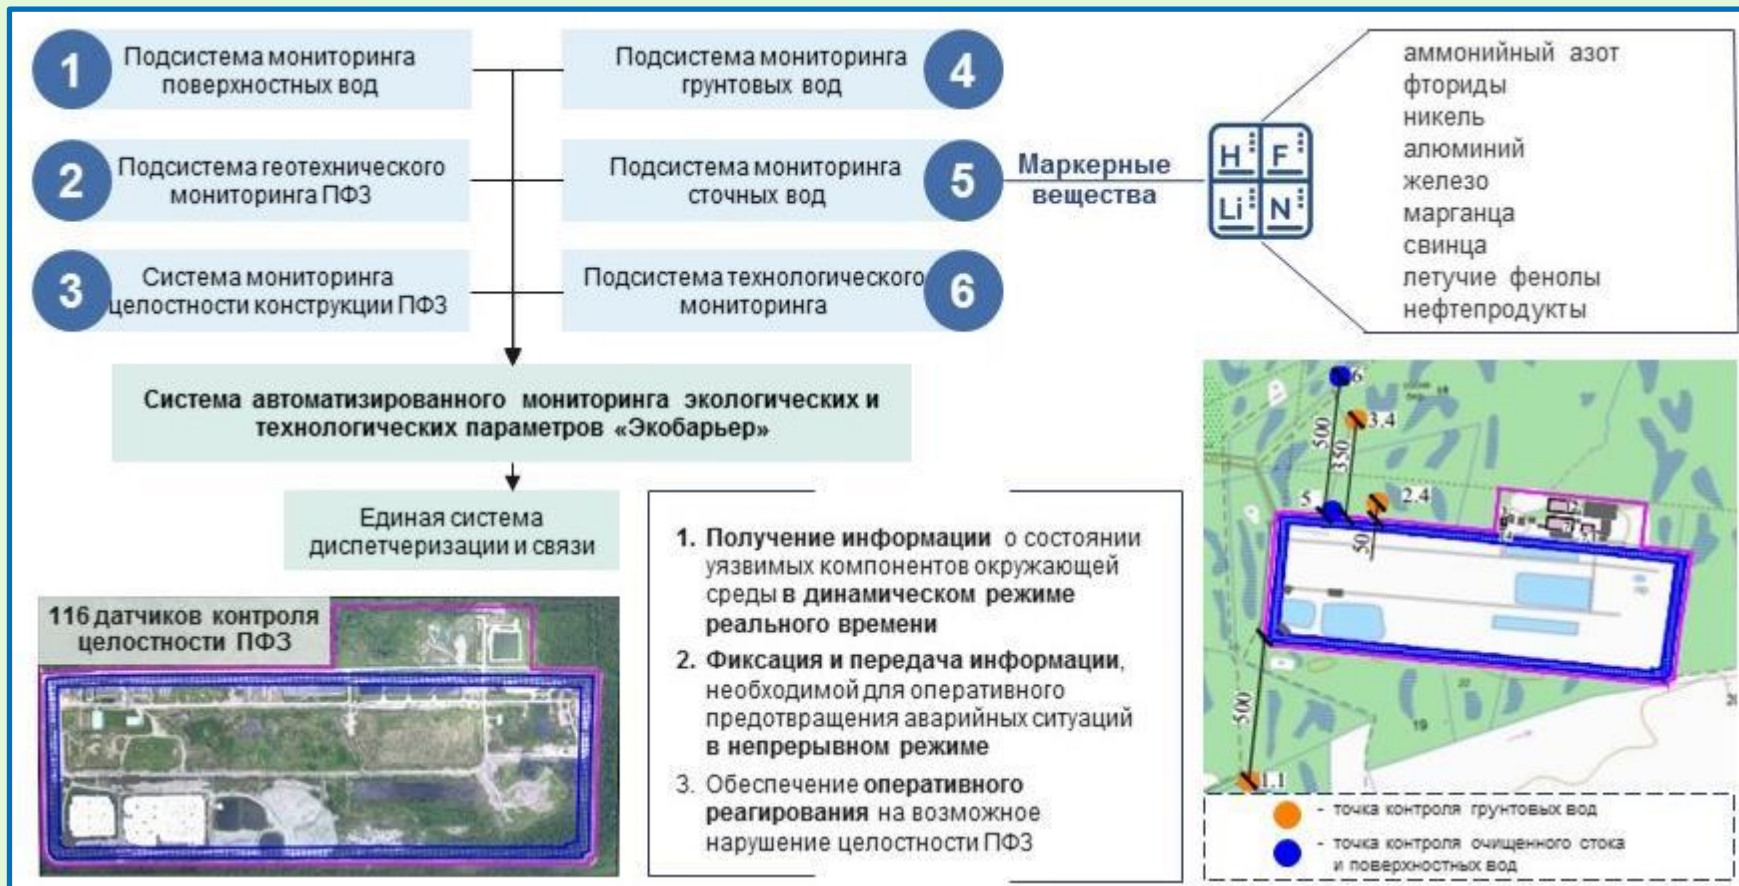 1
Подсистема мониторинга
поверхностных вод
2
Подсистема геотехнического
мониторинга ПФЗ
3
Система мониторинга
целостности конструкции ПФЗ
Подсистема мониторинга
грунтовых вод
4
Подсистема мониторинга
сточных вод
5
Подсистема технологического
мониторинга
6
Маркерные
вещества
H F
Li N
аммонийный азот
фториды
никель
алюминий
железо
марганца
свинца
летучие фенолы
нефтепродукты
Система автоматизированного мониторинга экологических и
технологических параметров «Экобарьер»
Единая система
диспетчеризации и связи
116 датчиков контроля
целостности ПФЗ
1. Получение информации о состоянии
уязвимых компонентов окружающей
среды в динамическом режиме
реального времени
2. Фиксация и передача информации,
необходимой для оперативного
предотвращения аварийных ситуаций
в непрерывном режиме
3. Обеспечение оперативного
реагирования на возможное
нарушение целостности ПФЗ
6
3.4
500
350
5
2.4
50
500
1.1
19
22
- точка контроля грунтовых вод
- точка контроля очищенного стока
и поверхностных вод